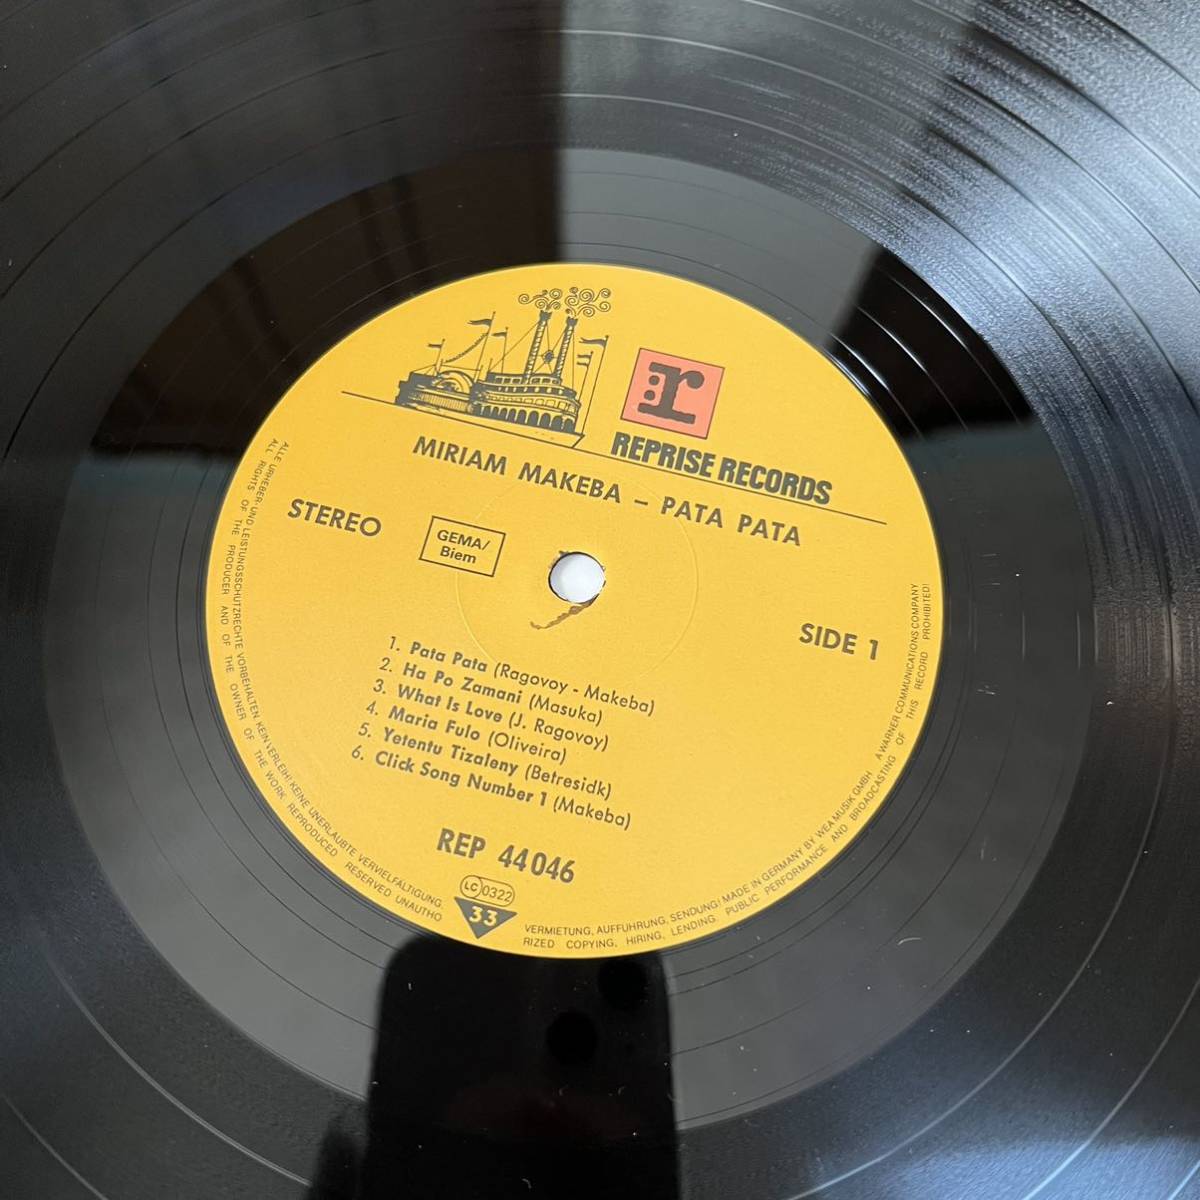 r
REPRISE RECORDS
MIRIAM MAKEBA – PATA PATA
STEREO
GEMA/
Biem
SIDE 1
1. Pata Pata (Ragovoy - Makeba)
2. Ha Po Zamani (Masuka)
3. What Is Love (J. Ragovoy)
4. Maria Fulo (Oliveira)
5. Yetentu Tizaleny (Betresidk)
6. Click Song Number 1 (Makeba)
REP 44 046
LC 0322
33
ALLE URHEBER- UND LEISTUNGSSCHUTZRECHTE VORBEHALTEN. KEIN VERLEIH! KEINE UNERLAUBTE VERVIELFÄLTIGUNG, VERMIETUNG, AUFFÜHRUNG, SENDUNG! MADE IN GERMANY BY WEA MUSIK GMBH A WARNER COMMUNICATIONS COMPANY
ALL RIGHTS OF THE PRODUCER AND OF THE OWNER OF THE WORK REPRODUCED RESERVED UNAUTHO RIZED COPYING, HIRING, LENDING, PUBLIC PERFORMANCE AND BROADCASTING OF THIS RECORD PROHIBITED!